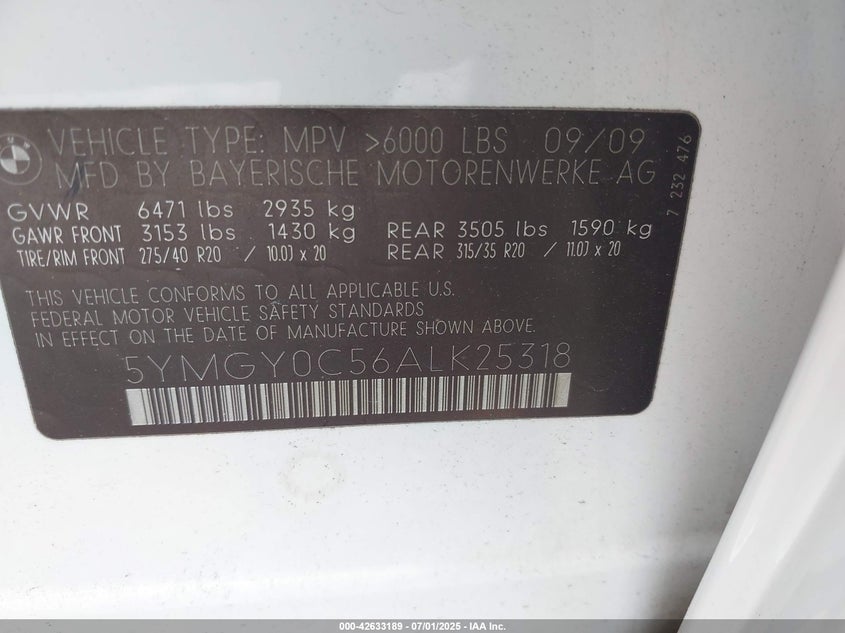 VEHICLE TYPE: MPV >6000 LBS 09/09
MFD BY BAYERISCHE MOTORENWERKE AG
7 232 476
GVWR 6471 lbs 2935 kg
GAWR FRONT 3153 lbs 1430 kg REAR 3505 lbs 1590 kg
TIRE/RIM FRONT 275/40 R20 / 10.0J x 20 REAR 315/35 R20 / 11.0J x 20
THIS VEHICLE CONFORMS TO ALL APPLICABLE U.S.
FEDERAL MOTOR VEHICLE SAFETY STANDARDS
IN EFFECT ON THE DATE OF MANUFACTURE SHOWN ABOVE.
5YMGY0C56ALK25318
000-42633189 - 07/01/2025 - IAA Inc.